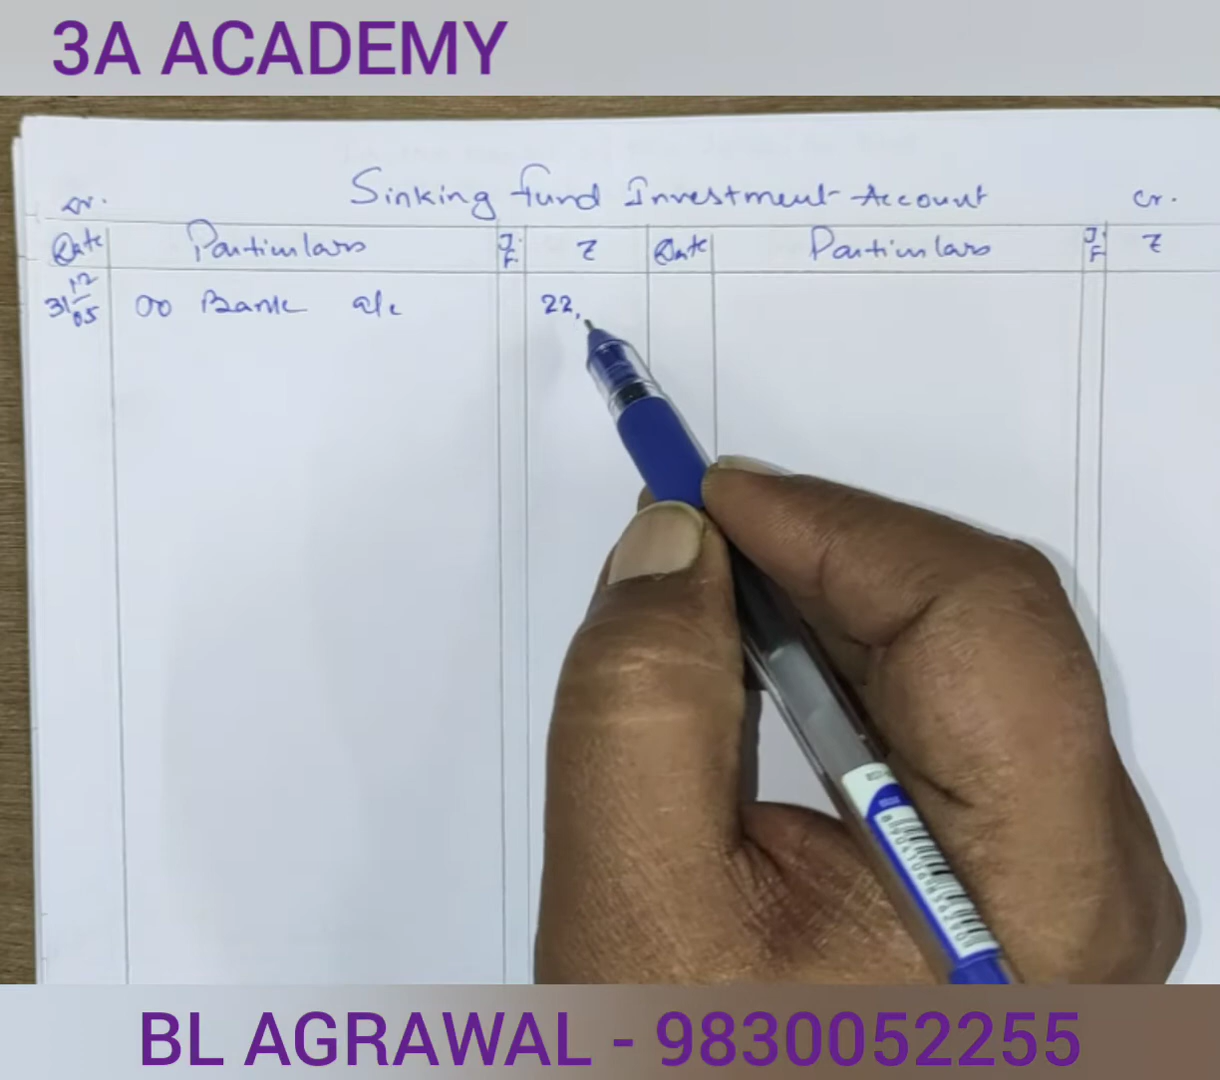 3A ACADEMY
Sinking Fund Investment Account
Dr. Cr.
Date Particulars J.F ₹ Date Particulars J.F ₹
31/12/05 To Bank a/c 22,
BL AGRAWAL - 9830052255